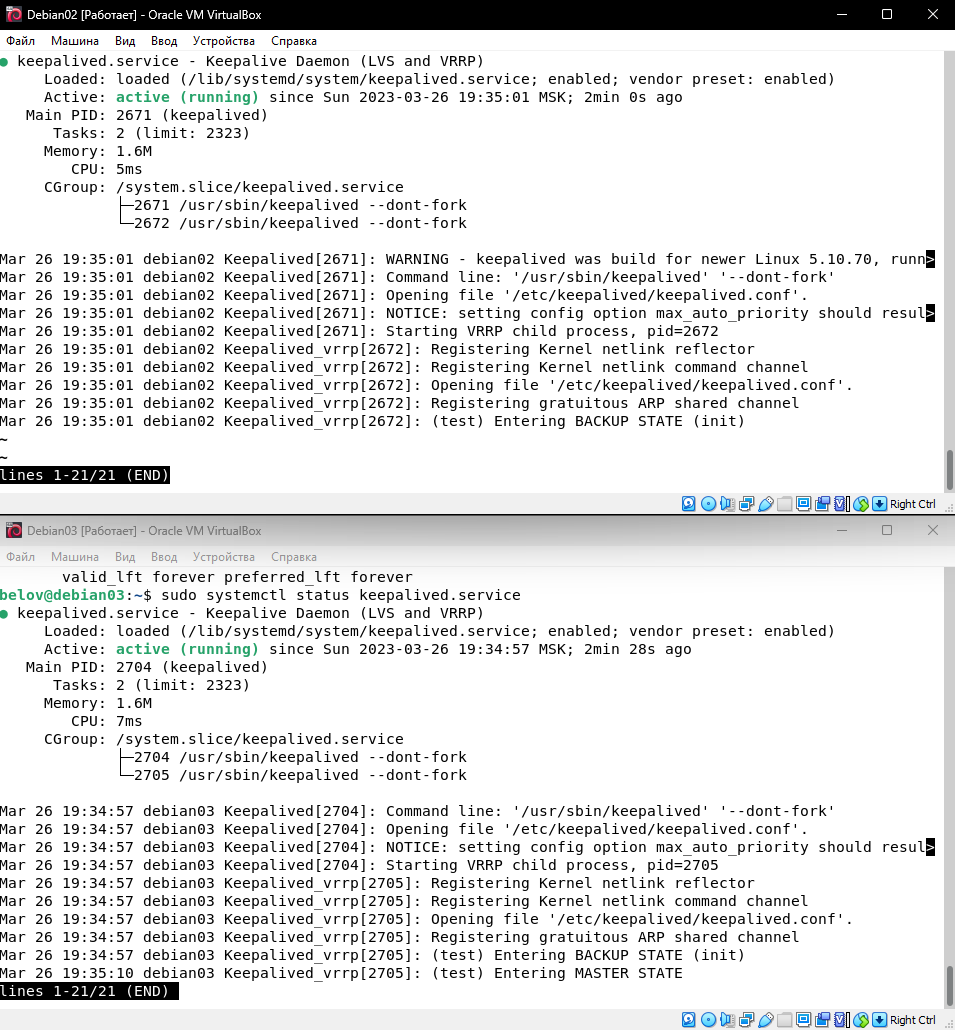 Debian02 [Работает] - Oracle VM VirtualBox
Файл Машина Вид Ввод Устройства Справка
● keepalived.service - Keepalive Daemon (LVS and VRRP)
Loaded: loaded (/lib/systemd/system/keepalived.service; enabled; vendor preset: enabled)
Active: active (running) since Sun 2023-03-26 19:35:01 MSK; 2min 0s ago
Main PID: 2671 (keepalived)
Tasks: 2 (limit: 2323)
Memory: 1.6M
CPU: 5ms
CGroup: /system.slice/keepalived.service
├─2671 /usr/sbin/keepalived --dont-fork
└─2672 /usr/sbin/keepalived --dont-fork
Mar 26 19:35:01 debian02 Keepalived[2671]: WARNING - keepalived was build for newer Linux 5.10.70, runn>
Mar 26 19:35:01 debian02 Keepalived[2671]: Command line: '/usr/sbin/keepalived' '--dont-fork'
Mar 26 19:35:01 debian02 Keepalived[2671]: Opening file '/etc/keepalived/keepalived.conf'.
Mar 26 19:35:01 debian02 Keepalived[2671]: NOTICE: setting config option max_auto_priority should resul>
Mar 26 19:35:01 debian02 Keepalived[2671]: Starting VRRP child process, pid=2672
Mar 26 19:35:01 debian02 Keepalived_vrrp[2672]: Registering Kernel netlink reflector
Mar 26 19:35:01 debian02 Keepalived_vrrp[2672]: Registering Kernel netlink command channel
Mar 26 19:35:01 debian02 Keepalived_vrrp[2672]: Opening file '/etc/keepalived/keepalived.conf'.
Mar 26 19:35:01 debian02 Keepalived_vrrp[2672]: Registering gratuitous ARP shared channel
Mar 26 19:35:01 debian02 Keepalived_vrrp[2672]: (test) Entering BACKUP STATE (init)
~
~
lines 1-21/21 (END)
Right Ctrl
Debian03 [Работает] - Oracle VM VirtualBox
Файл Машина Вид Ввод Устройства Справка
valid_lft forever preferred_lft forever
belov@debian03:~$ sudo systemctl status keepalived.service
● keepalived.service - Keepalive Daemon (LVS and VRRP)
Loaded: loaded (/lib/systemd/system/keepalived.service; enabled; vendor preset: enabled)
Active: active (running) since Sun 2023-03-26 19:34:57 MSK; 2min 28s ago
Main PID: 2704 (keepalived)
Tasks: 2 (limit: 2323)
Memory: 1.6M
CPU: 7ms
CGroup: /system.slice/keepalived.service
├─2704 /usr/sbin/keepalived --dont-fork
└─2705 /usr/sbin/keepalived --dont-fork
Mar 26 19:34:57 debian03 Keepalived[2704]: Command line: '/usr/sbin/keepalived' '--dont-fork'
Mar 26 19:34:57 debian03 Keepalived[2704]: Opening file '/etc/keepalived/keepalived.conf'.
Mar 26 19:34:57 debian03 Keepalived[2704]: NOTICE: setting config option max_auto_priority should resul>
Mar 26 19:34:57 debian03 Keepalived[2704]: Starting VRRP child process, pid=2705
Mar 26 19:34:57 debian03 Keepalived_vrrp[2705]: Registering Kernel netlink reflector
Mar 26 19:34:57 debian03 Keepalived_vrrp[2705]: Registering Kernel netlink command channel
Mar 26 19:34:57 debian03 Keepalived_vrrp[2705]: Opening file '/etc/keepalived/keepalived.conf'.
Mar 26 19:34:57 debian03 Keepalived_vrrp[2705]: Registering gratuitous ARP shared channel
Mar 26 19:34:57 debian03 Keepalived_vrrp[2705]: (test) Entering BACKUP STATE (init)
Mar 26 19:35:10 debian03 Keepalived_vrrp[2705]: (test) Entering MASTER STATE
lines 1-21/21 (END)
Right Ctrl